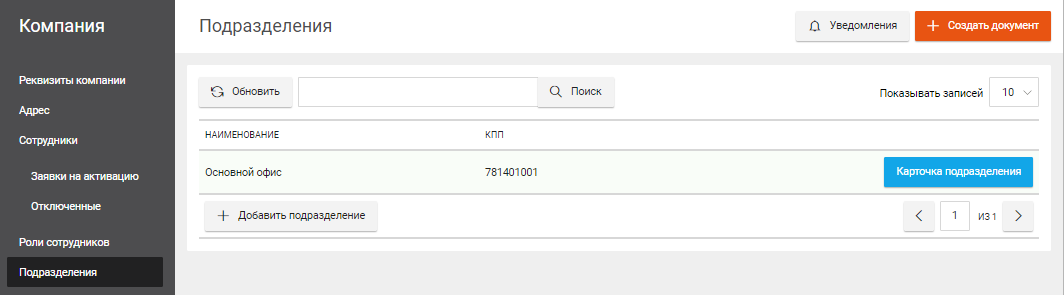 Компания
Реквизиты компании
Адрес
Сотрудники
Заявки на активацию
Отключенные
Роли сотрудников
Подразделения
Подразделения
Уведомления
Создать документ
Обновить
Поиск
Показывать записей 10
НАИМЕНОВАНИЕ КПП
Основной офис 781401001 Карточка подразделения
Добавить подразделение
1 ИЗ 1